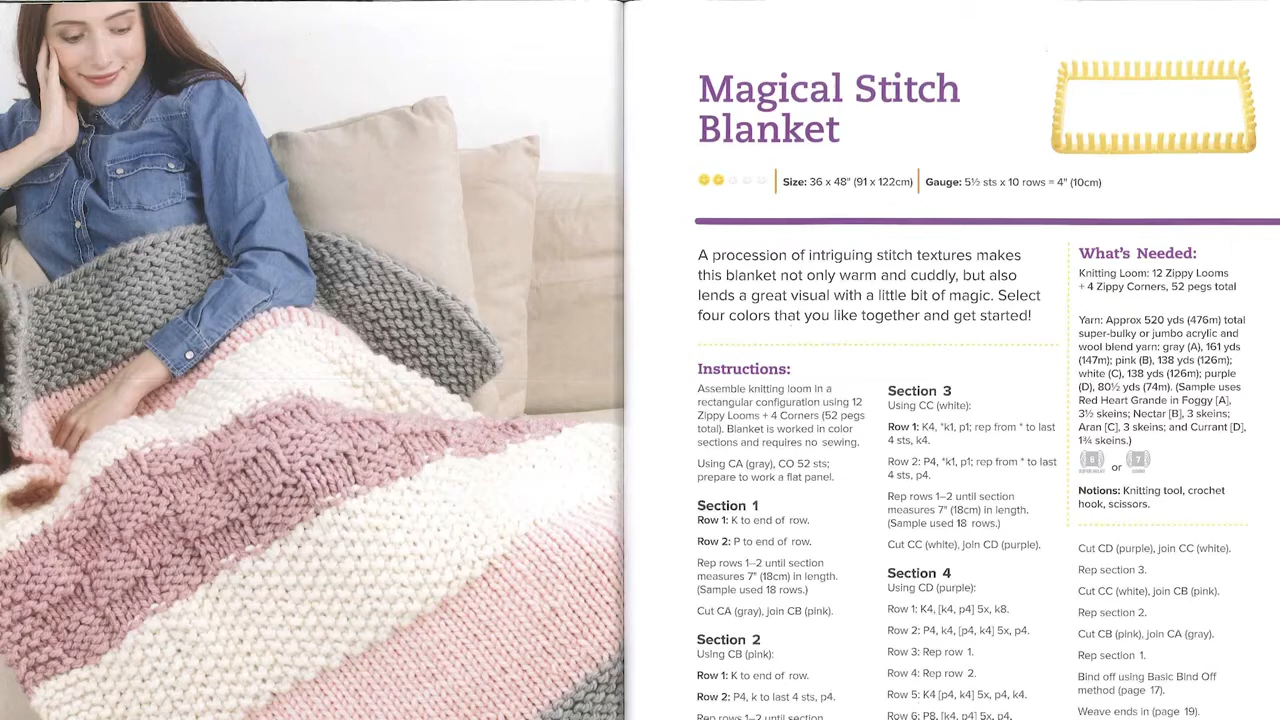 Magical Stitch
Blanket
Size: 36 x 48" (91 x 122cm)
Gauge: 5½ sts x 10 rows = 4" (10cm)
A procession of intriguing stitch textures makes
this blanket not only warm and cuddly, but also
lends a great visual with a little bit of magic. Select
four colors that you like together and get started!
Instructions:
Assemble knitting loom in a
rectangular configuration using 12
Zippy Looms + 4 Corners (52 pegs
total). Blanket is worked in color
sections and requires no sewing.
Using CA (gray), CO 52 sts;
prepare to work a flat panel.
Section 1
Row 1: K to end of row.
Row 2: P to end of row.
Rep rows 1–2 until section
measures 7" (18cm) in length.
(Sample used 18 rows.)
Cut CA (gray), join CB (pink).
Section 2
Using CB (pink):
Row 1: K to end of row.
Row 2: P4, k to last 4 sts, p4.
Rep rows 1–2 until section
Section 3
Using CC (white):
Row 1: K4, *k1, p1; rep from * to last
4 sts, k4.
Row 2: P4, *k1, p1; rep from * to last
4 sts, p4.
Rep rows 1–2 until section
measures 7" (18cm) in length.
(Sample used 18 rows.)
Cut CC (white), join CD (purple).
Section 4
Using CD (purple):
Row 1: K4, [k4, p4] 5x, k8.
Row 2: P4, k4, [p4, k4] 5x, p4.
Row 3: Rep row 1.
Row 4: Rep row 2.
Row 5: K4 [p4, k4] 5x, p4, k4.
Row 6: P8, [k4, p4] 5x, p4.
What's Needed:
Knitting Loom: 12 Zippy Looms
+ 4 Zippy Corners, 52 pegs total
Yarn: Approx 520 yds (476m) total
super-bulky or jumbo acrylic and
wool blend yarn: gray (A), 161 yds
(147m); pink (B), 138 yds (126m);
white (C), 138 yds (126m); purple
(D), 80½ yds (74m). (Sample uses
Red Heart Grande in Foggy [A],
3½ skeins; Nectar [B], 3 skeins;
Aran [C], 3 skeins; and Currant [D],
1¾ skeins.)
6 or 7
Notions: Knitting tool, crochet
hook, scissors.
Cut CD (purple), join CC (white).
Rep section 3.
Cut CC (white), join CB (pink).
Rep section 2.
Cut CB (pink), join CA (gray).
Rep section 1.
Bind off using Basic Bind Off
method (page 17).
Weave ends in (page 19).